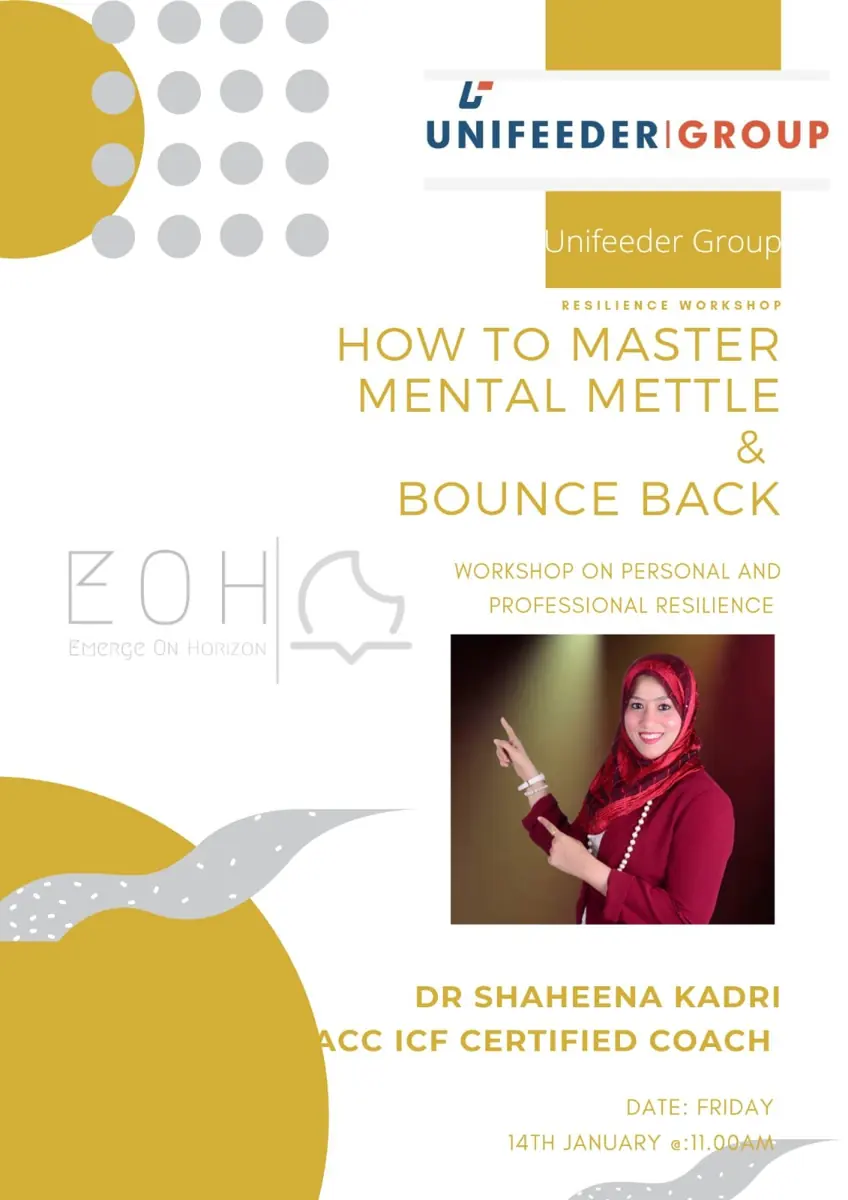 UNIFEEDER|GROUP
Unifeeder Group
RESILIENCE WORKSHOP
HOW TO MASTER
MENTAL METTLE
&
BOUNCE BACK
EOH
Emerge On Horizon
WORKSHOP ON PERSONAL AND
PROFESSIONAL RESILIENCE
DR SHAHEENA KADRI
ACC ICF CERTIFIED COACH
DATE: FRIDAY
14TH JANUARY @:11.00AM